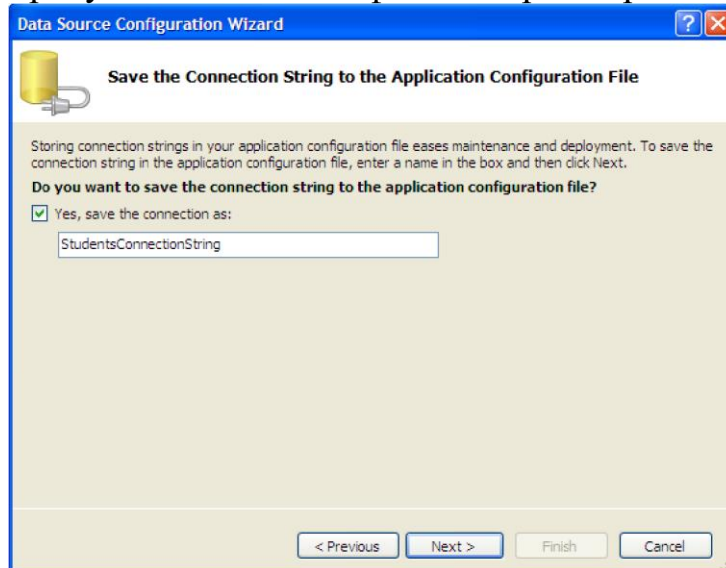 Data Source Configuration Wizard
Save the Connection String to the Application Configuration File
Storing connection strings in your application configuration file eases maintenance and deployment. To save the
connection string in the application configuration file, enter a name in the box and then click Next.
Do you want to save the connection string to the application configuration file?
Yes, save the connection as:
StudentsConnectionString
< Previous
Next >
Finish
Cancel